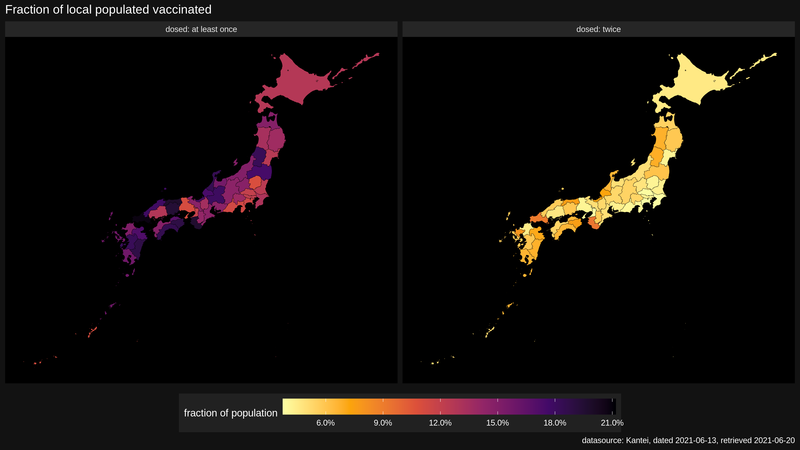 Fraction of local populated vaccinated
dosed: at least once
dosed: twice
fraction of population
6.0% 9.0% 12.0% 15.0% 18.0% 21.0%
datasource: Kantei, dated 2021-06-13, retrieved 2021-06-20